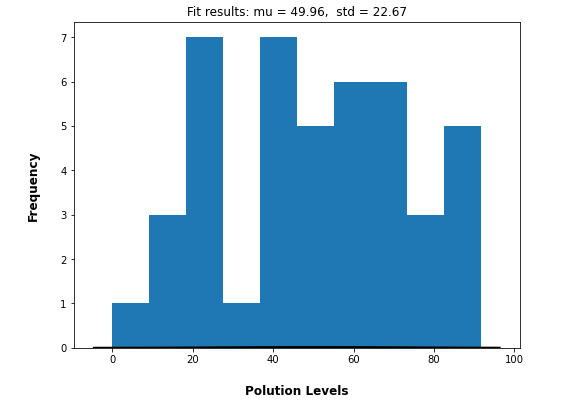 Fit results: mu = 49.96,  std = 22.67
7
6
5
4
3
2
1
0
Frequency
0 20 40 60 80 100
Polution Levels